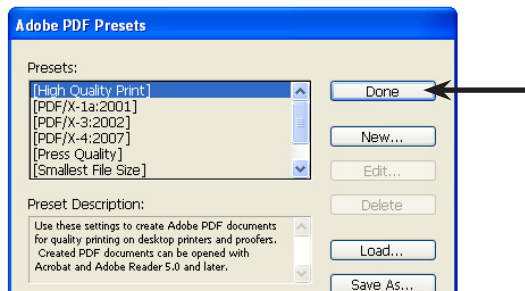 Adobe PDF Presets
Presets:
[High Quality Print]
[PDF/X-1a:2001]
[PDF/X-3:2002]
[PDF/X-4:2007]
[Press Quality]
[Smallest File Size]
Done
New...
Edit...
Delete
Preset Description:
Use these settings to create Adobe PDF documents
for quality printing on desktop printers and proofers.
Created PDF documents can be opened with
Acrobat and Adobe Reader 5.0 and later.
Load...
Save As...